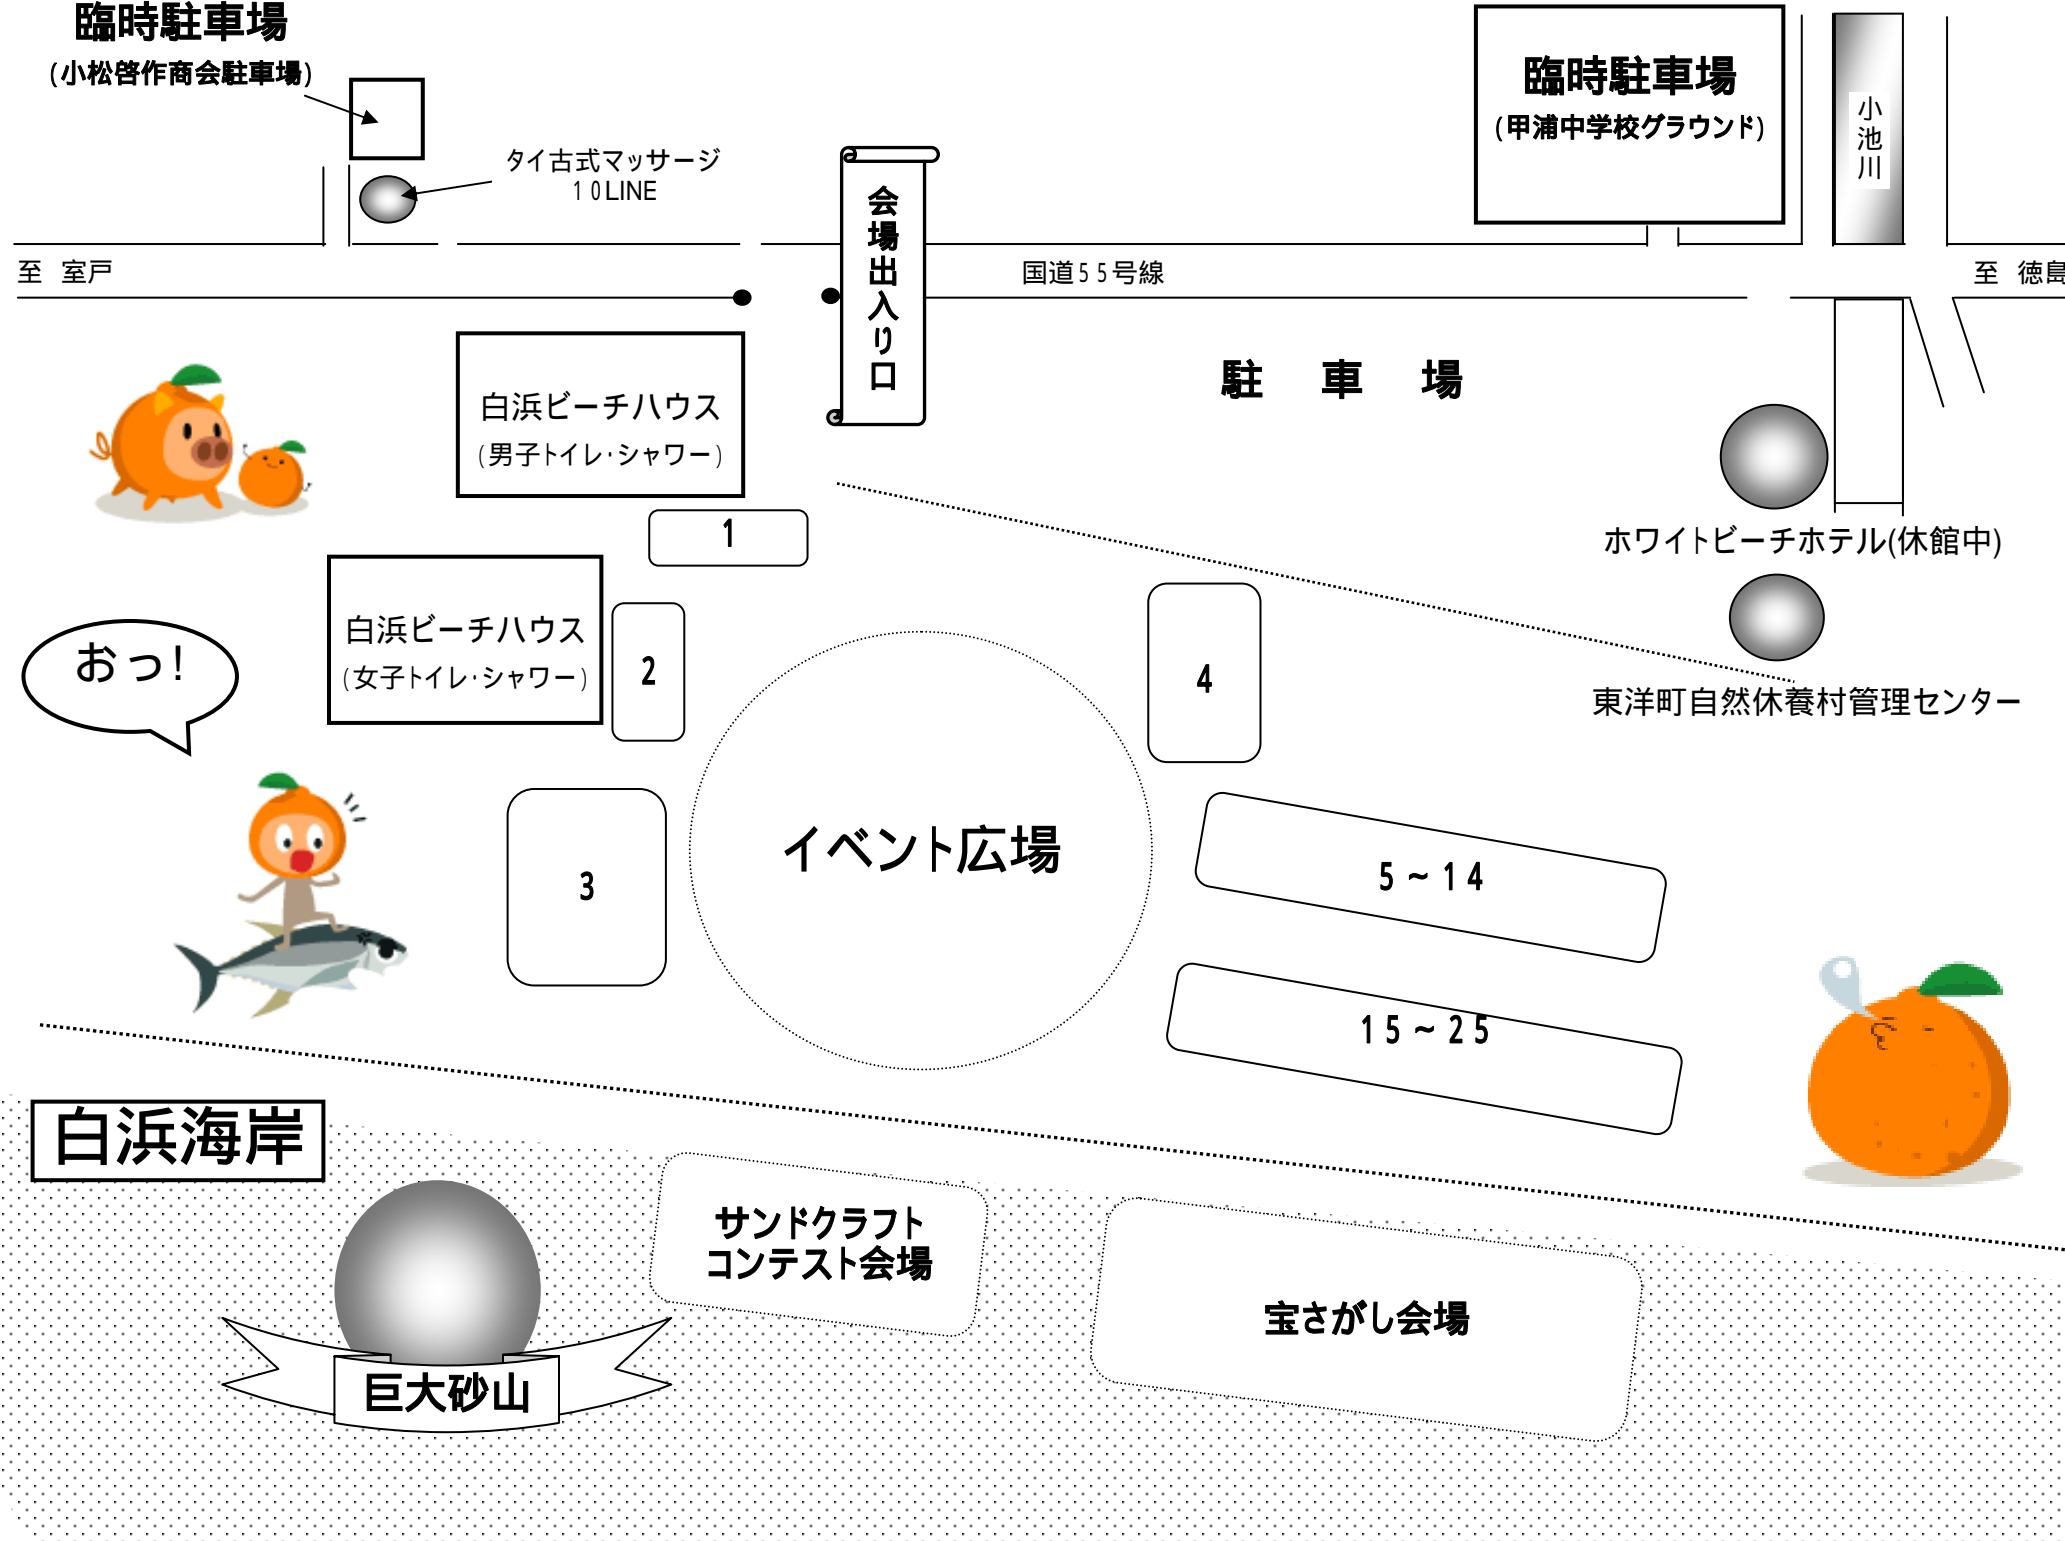 臨時駐車場
(小松啓作商会駐車場)
臨時駐車場
(甲浦中学校グラウンド)
小池川
タイ古式マッサージ
10LINE
会場出入り口
至 室戸
国道55号線
至 徳島
白浜ビーチハウス
(男子トイレ・シャワー)
駐 車 場
1
ホワイトビーチホテル(休館中)
白浜ビーチハウス
(女子トイレ・シャワー)
2
4
おっ!
東洋町自然休養村管理センター
イベント広場
3
5～14
15～25
白浜海岸
サンドクラフト
コンテスト会場
宝さがし会場
巨大砂山